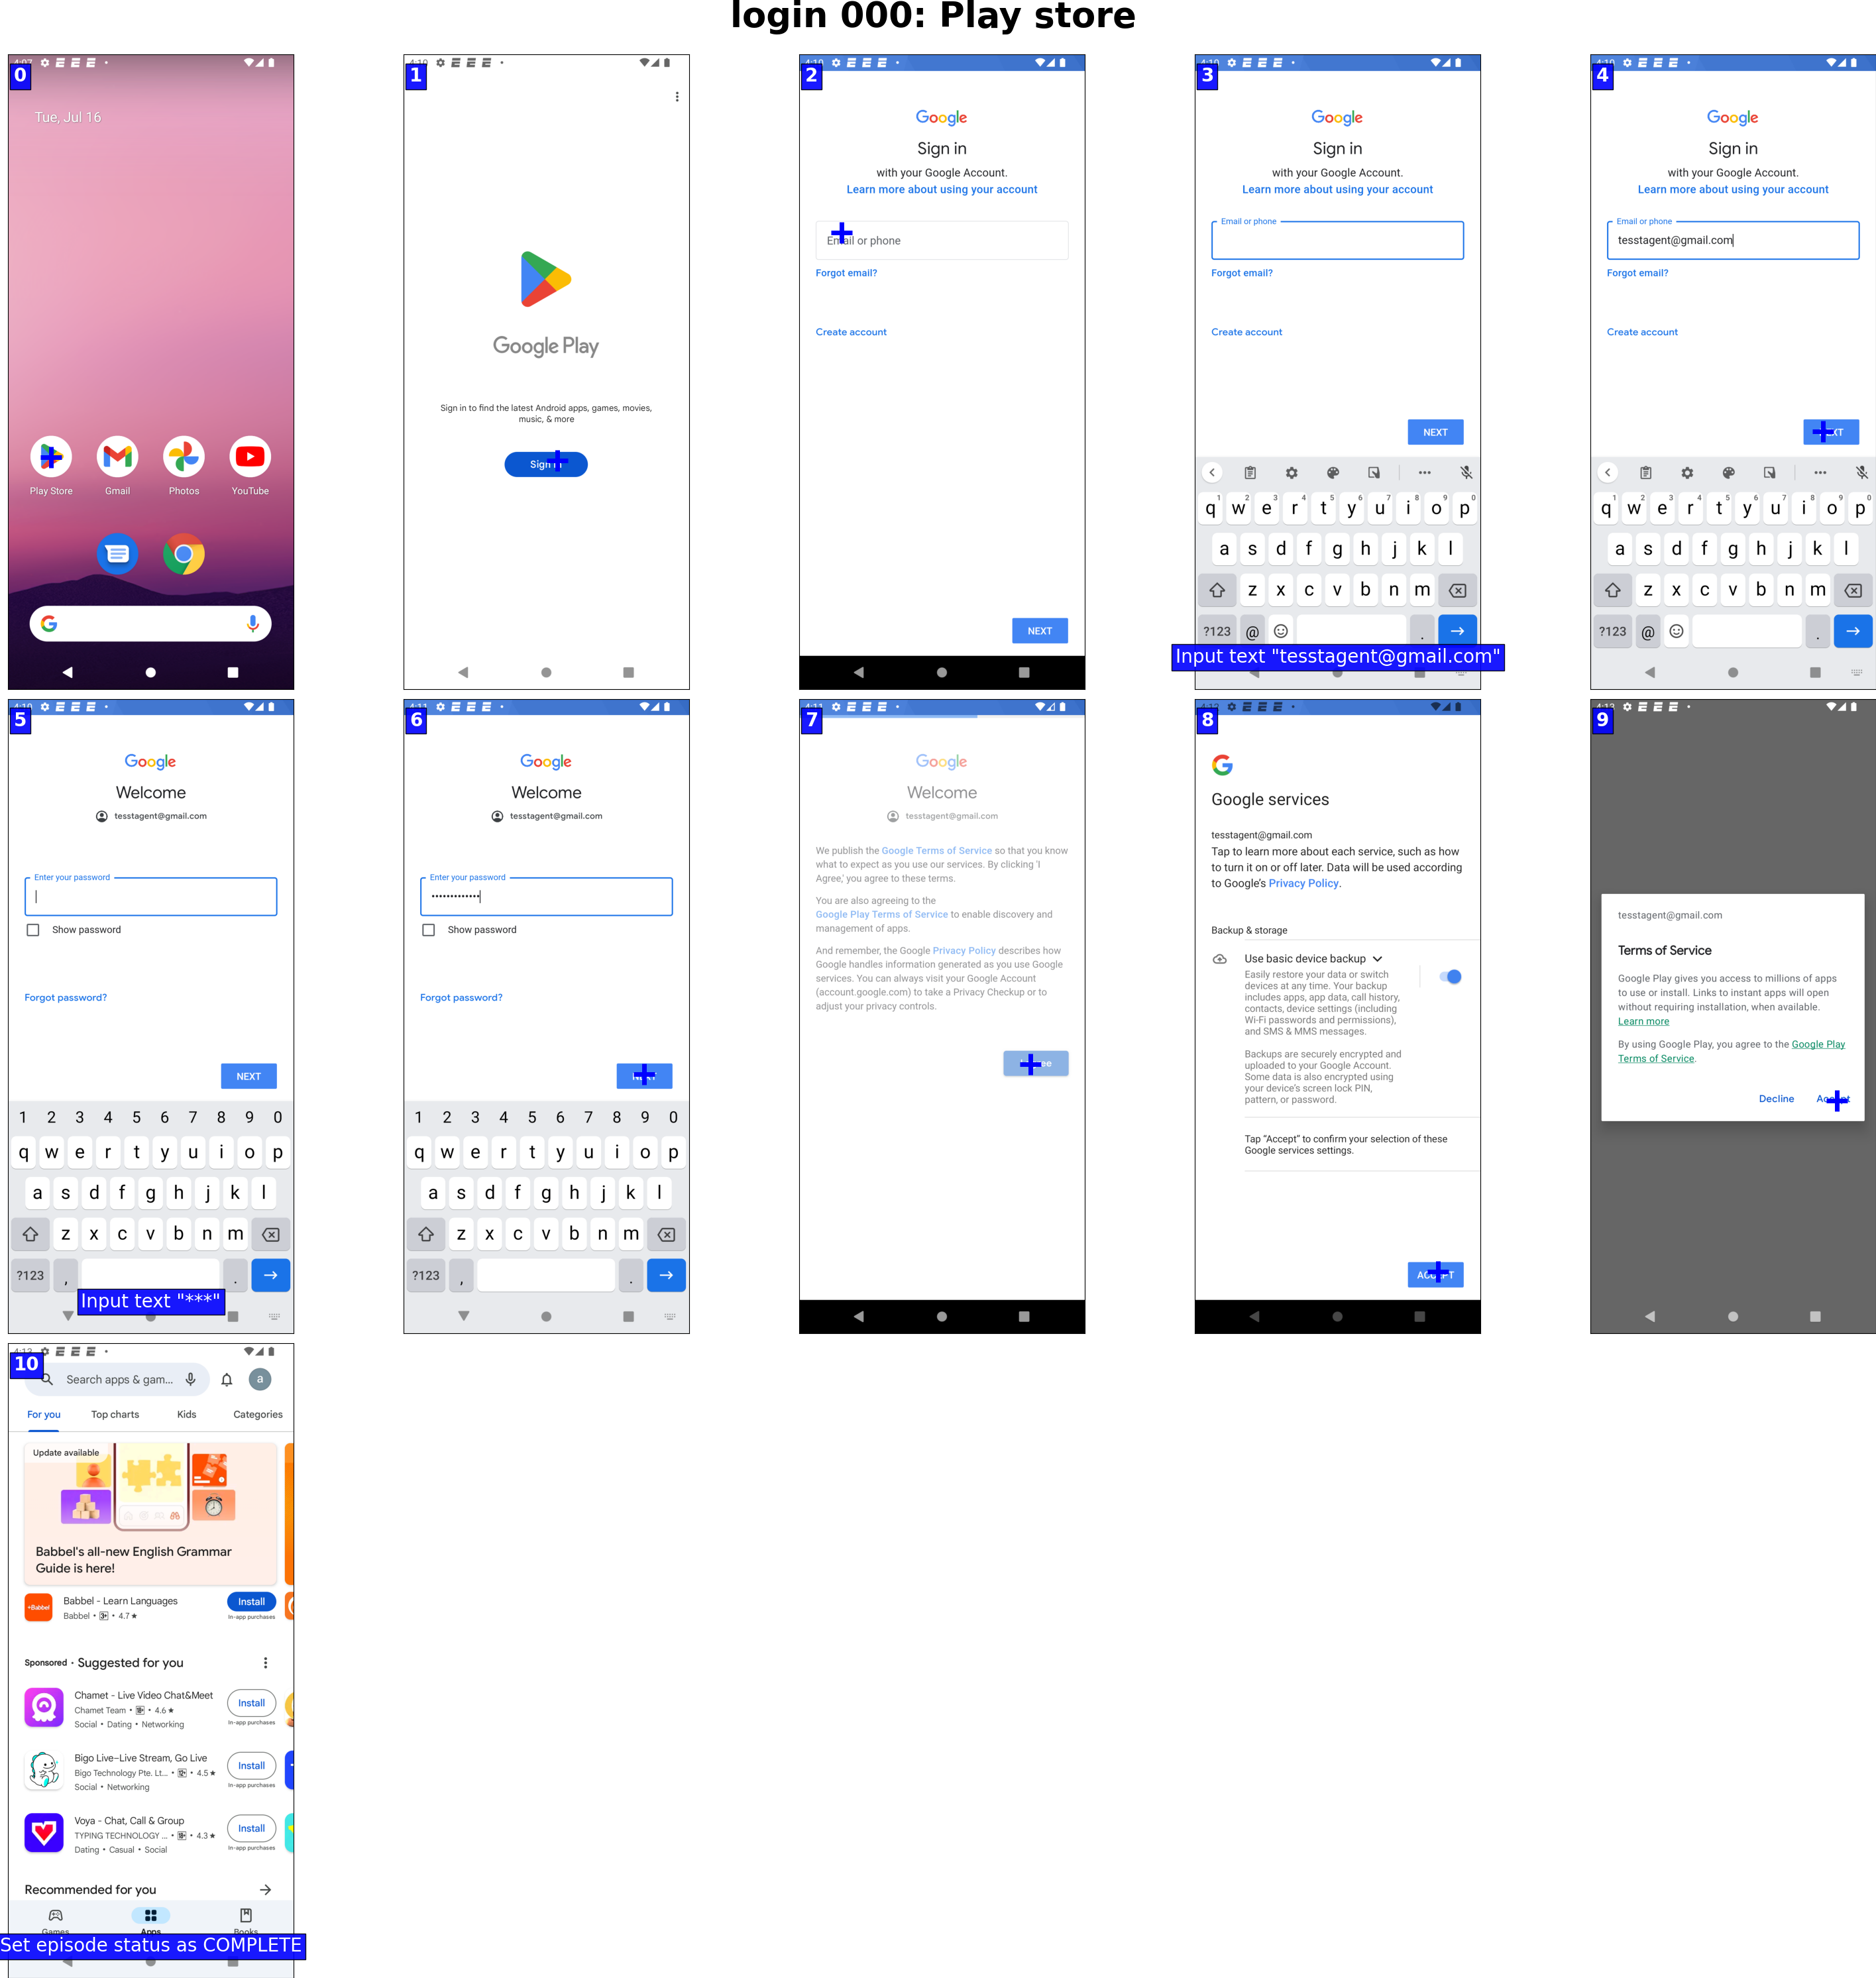 login 000: Play store
0
Tue, Jul 16
Play Store
Gmail
Photos
YouTube
1
Google Play
Sign in to find the latest Android apps, games, movies,
music, & more
Sign
2
Google
Sign in
with your Google Account.
Learn more about using your account
Email or phone
Forgot email?
Create account
NEXT
3
Google
Sign in
with your Google Account.
Learn more about using your account
Email or phone
Forgot email?
Create account
NEXT
q w e r t y u i o p
a s d f g h j k l
z x c v b n m
?123 @ .
Input text "tesstagent@gmail.com"
4
Google
Sign in
with your Google Account.
Learn more about using your account
Email or phone
tesstagent@gmail.com
Forgot email?
Create account
q w e r t y u i o p
a s d f g h j k l
z x c v b n m
?123 @ .
5
Google
Welcome
tesstagent@gmail.com
Enter your password
Show password
Forgot password?
NEXT
1 2 3 4 5 6 7 8 9 0
q w e r t y u i o p
a s d f g h j k l
z x c v b n m
?123 , .
Input text "***"
6
Google
Welcome
tesstagent@gmail.com
Enter your password
•••••••••••••
Show password
Forgot password?
1 2 3 4 5 6 7 8 9 0
q w e r t y u i o p
a s d f g h j k l
z x c v b n m
?123 , .
7
Google
Welcome
tesstagent@gmail.com
We publish the Google Terms of Service so that you know
what to expect as you use our services. By clicking 'I
Agree,' you agree to these terms.
You are also agreeing to the
Google Play Terms of Service to enable discovery and
management of apps.
And remember, the Google Privacy Policy describes how
Google handles information generated as you use Google
services. You can always visit your Google Account
(account.google.com) to take a Privacy Checkup or to
adjust your privacy controls.
8
G
Google services
tesstagent@gmail.com
Tap to learn more about each service, such as how
to turn it on or off later. Data will be used according
to Google's Privacy Policy.
Backup & storage
Use basic device backup
Easily restore your data or switch
devices at any time. Your backup
includes apps, app data, call history,
contacts, device settings (including
Wi-Fi passwords and permissions),
and SMS & MMS messages.
Backups are securely encrypted and
uploaded to your Google Account.
Some data is also encrypted using
your device's screen lock PIN,
pattern, or password.
Tap "Accept" to confirm your selection of these
Google services settings.
ACCEPT
9
tesstagent@gmail.com
Terms of Service
Google Play gives you access to millions of apps
to use or install. Links to instant apps will open
without requiring installation, when available.
Learn more
By using Google Play, you agree to the Google Play
Terms of Service.
Decline
Accept
10
Search apps & gam...
a
For you
Top charts
Kids
Categories
Update available
Babbel's all-new English Grammar
Guide is here!
+Babbel
Babbel - Learn Languages
Babbel • 3+ • 4.7 ★
Install
In-app purchases
Sponsored • Suggested for you
Chamet - Live Video Chat&Meet
Chamet Team • • 4.6 ★
Social • Dating • Networking
Install
In-app purchases
Bigo Live–Live Stream, Go Live
Bigo Technology Pte. Lt... • • 4.5 ★
Social • Networking
Install
In-app purchases
Voya - Chat, Call & Group
TYPING TECHNOLOGY ... • • 4.3 ★
Dating • Casual • Social
Install
In-app purchases
Recommended for you
Games
Apps
Books
Set episode status as COMPLETE